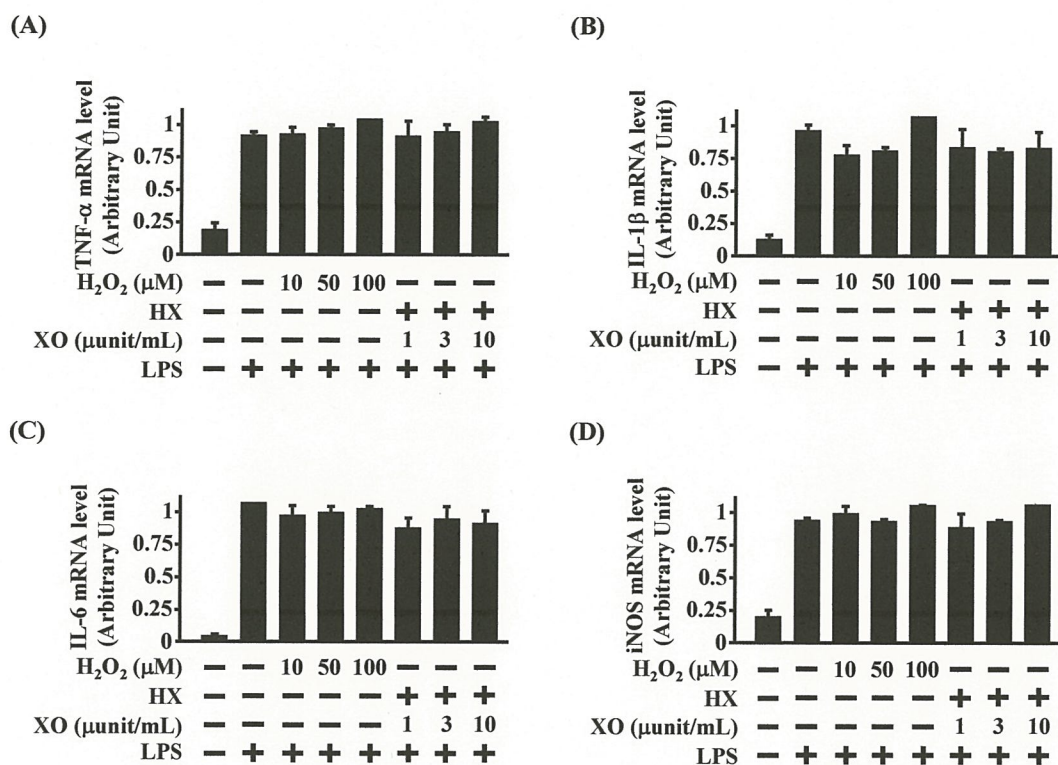 (A)
TNF-α mRNA level
(Arbitrary Unit)
1
0.75
0.5
0.25
0
H₂O₂ (μM) — — 10 50 100 — — —
HX — — — — — + + +
XO (μunit/mL) — — — — — 1 3 10
LPS — + + + + + + +
(B)
IL-1β mRNA level
(Arbitrary Unit)
1
0.75
0.5
0.25
0
H₂O₂ (μM) — — 10 50 100 — — —
HX — — — — — + + +
XO (μunit/mL) — — — — — 1 3 10
LPS — + + + + + + +
(C)
IL-6 mRNA level
(Arbitrary Unit)
1
0.75
0.5
0.25
0
H₂O₂ (μM) — — 10 50 100 — — —
HX — — — — — + + +
XO (μunit/mL) — — — — — 1 3 10
LPS — + + + + + + +
(D)
iNOS mRNA level
(Arbitrary Unit)
1
0.75
0.5
0.25
0
H₂O₂ (μM) — — 10 50 100 — — —
HX — — — — — + + +
XO (μunit/mL) — — — — — 1 3 10
LPS — + + + + + + +